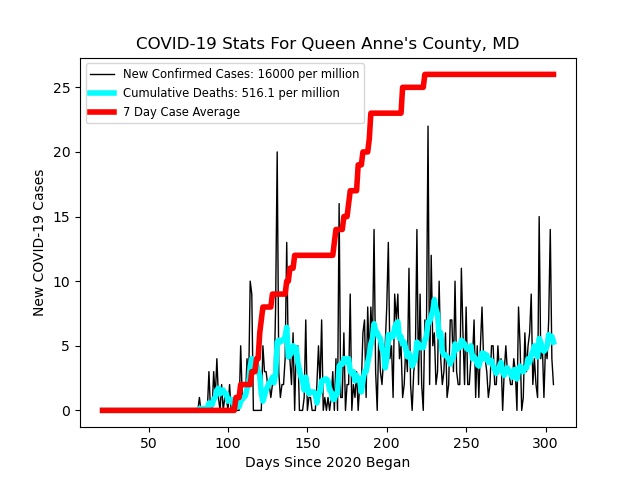 COVID-19 Stats For Queen Anne's County, MD
New Confirmed Cases: 16000 per million
Cumulative Deaths: 516.1 per million
7 Day Case Average
25
20
15
10
5
0
New COVID-19 Cases
50 100 150 200 250 300
Days Since 2020 Began